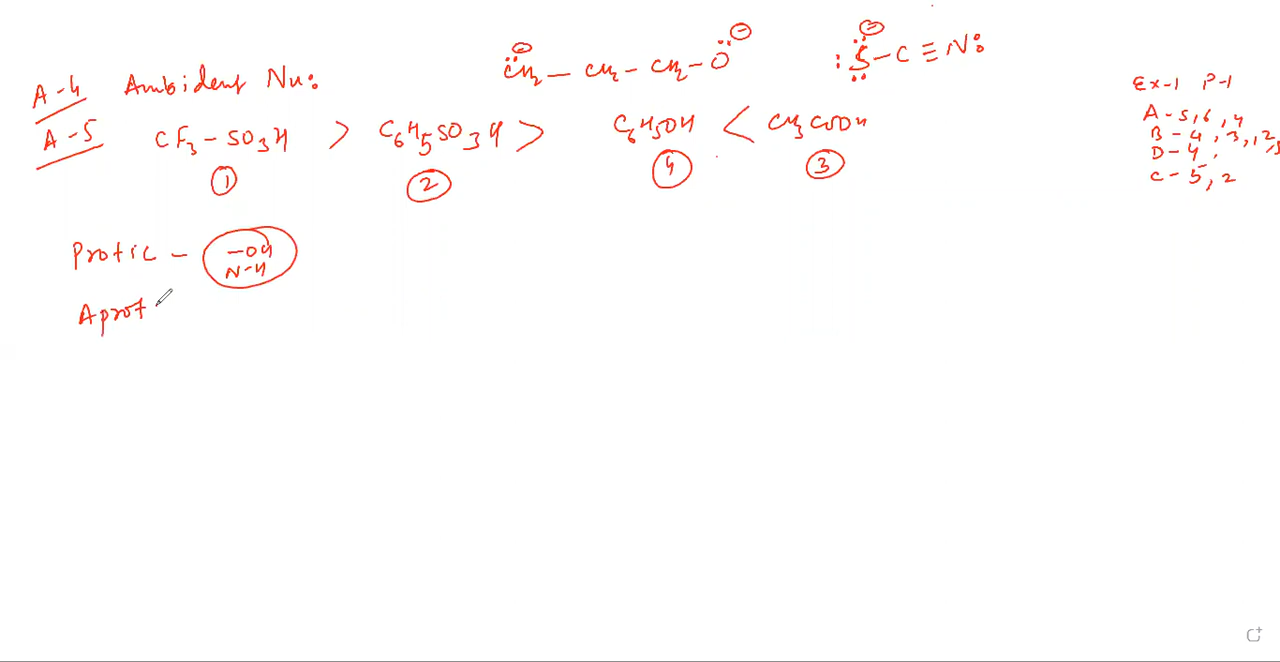 A-4 Ambident Nu:
C̈H₂⊖ — CH₂ – CH₂ – Ö⊖
:S̈⊖ – C ≡ N:
A-5 CF₃ – SO₃H > C₆H₅SO₃H > C₆H₅OH < CH₃COOH
① ② ④ ③
Protic – –OH
N–H
Aprot
Ex-1 P-1
A – 5, 6, 4
B – 4, 3, 1, 2
D – 4,
C – 5, 2